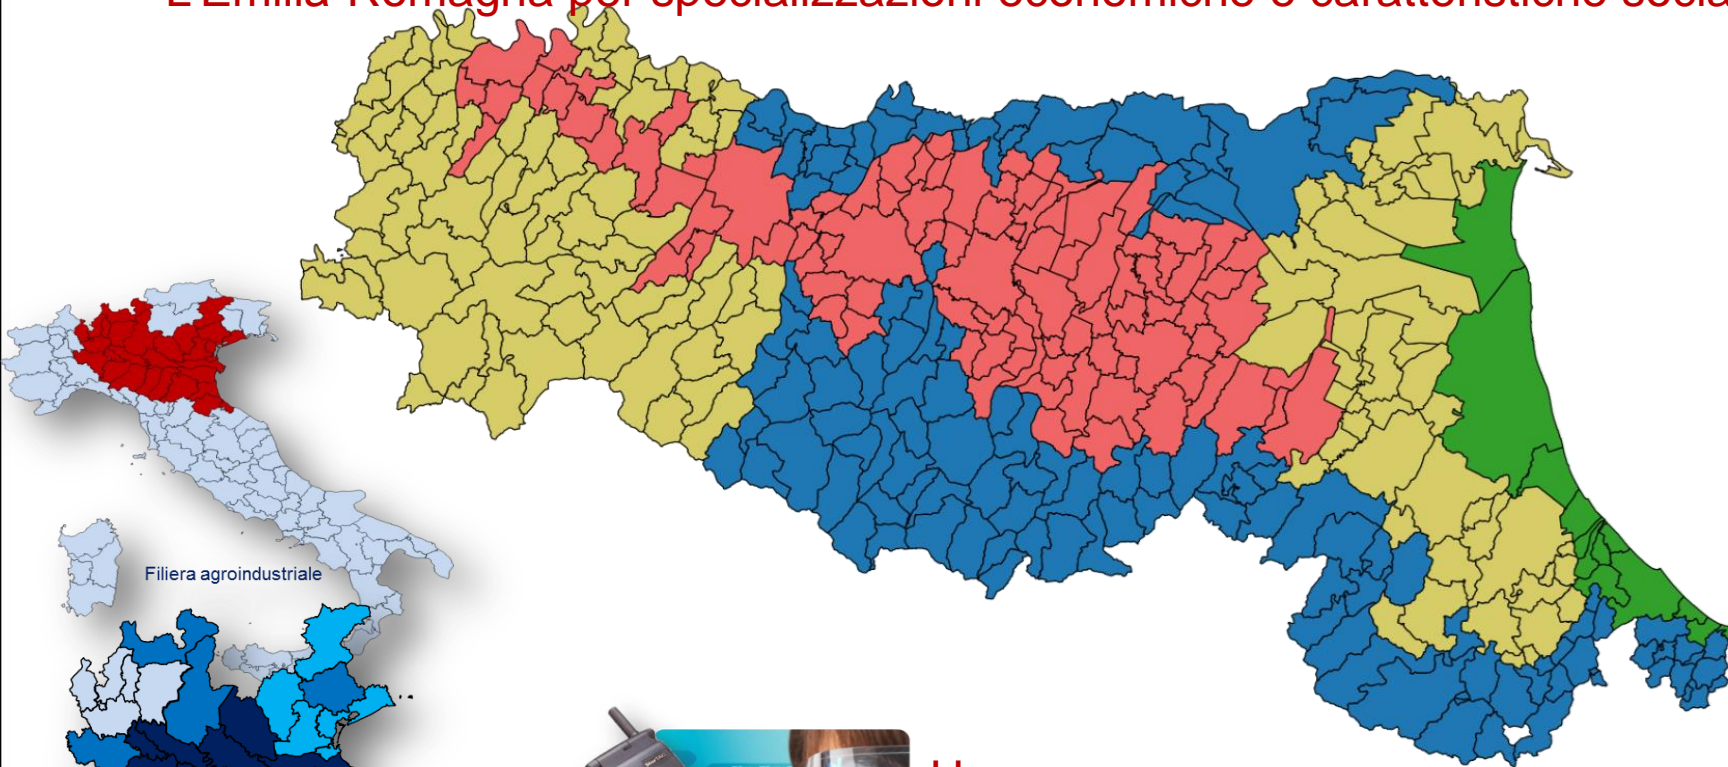 L'Emilia-Romagna per specializzazioni economiche e caratteristiche
Filiera agroindustriale